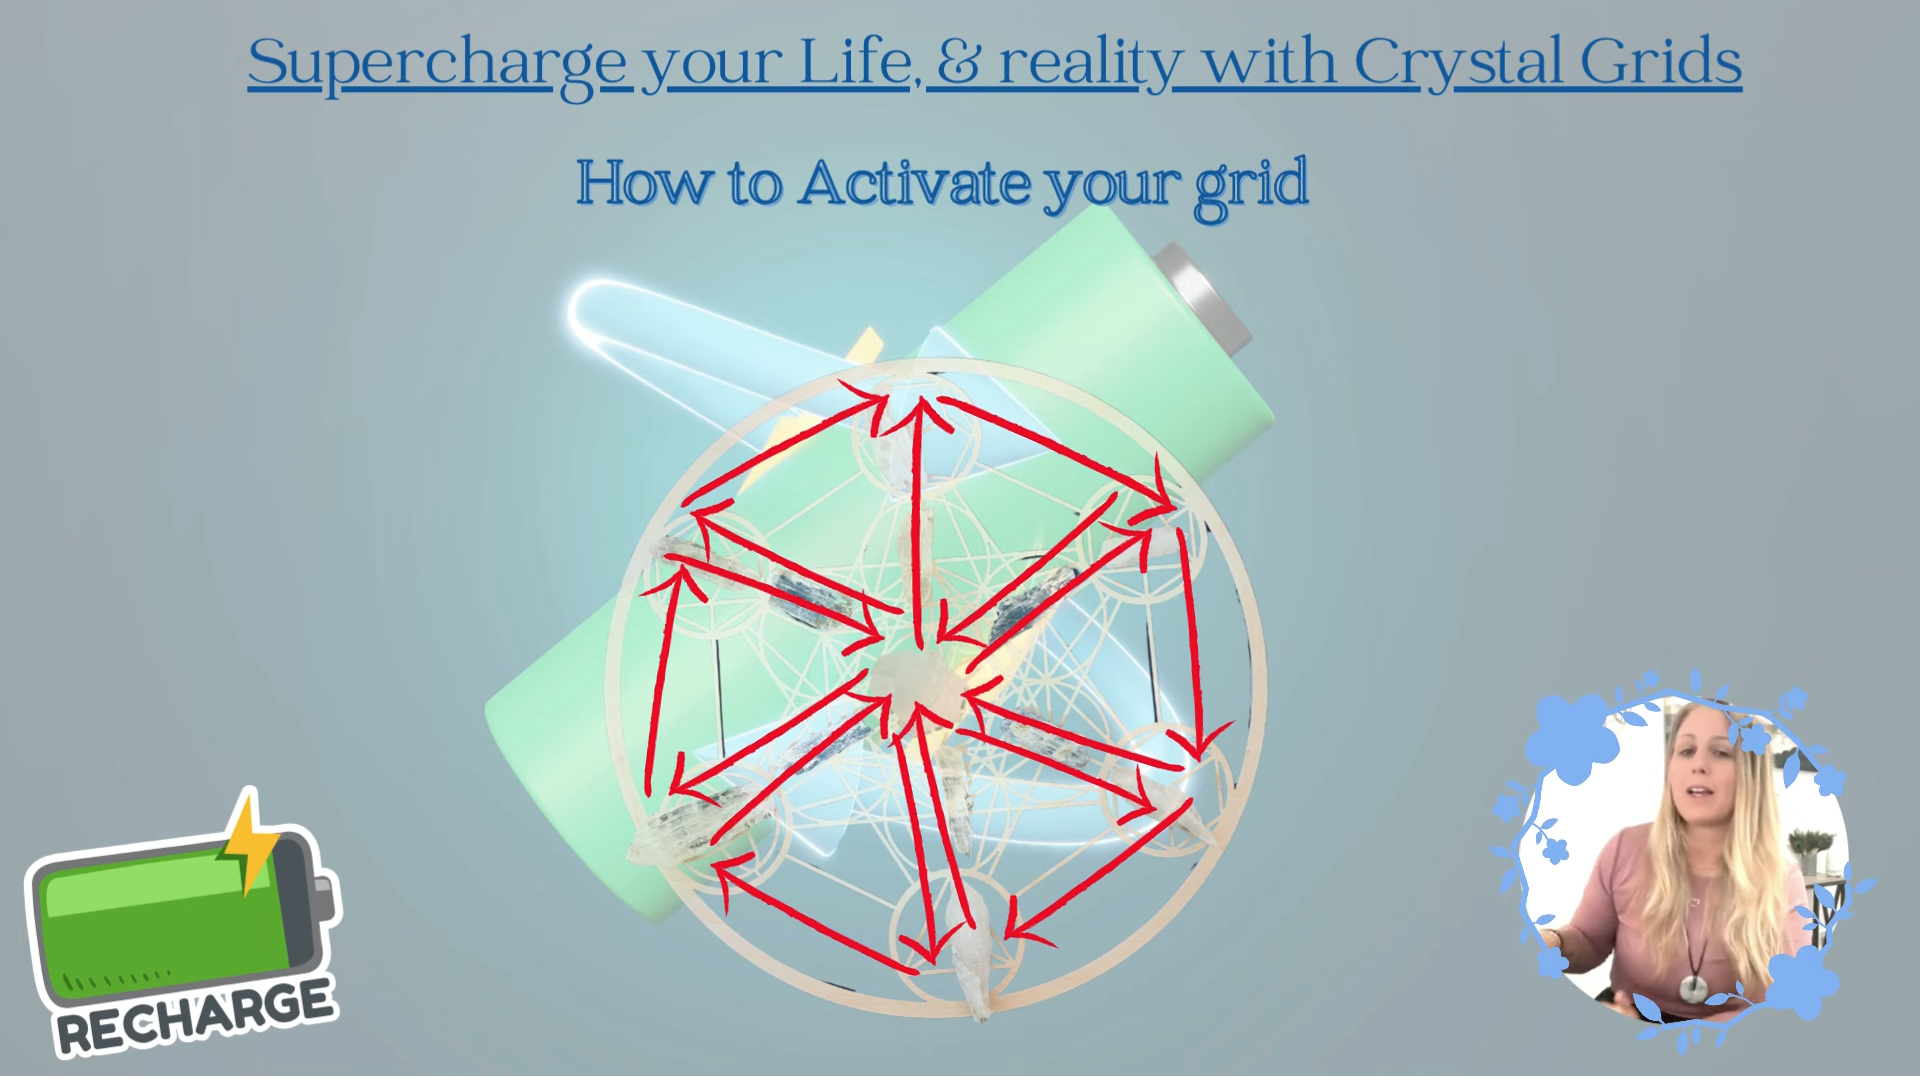 Supercharge your Life, & reality with Crystal Grids
How to Activate your grid
RECHARGE